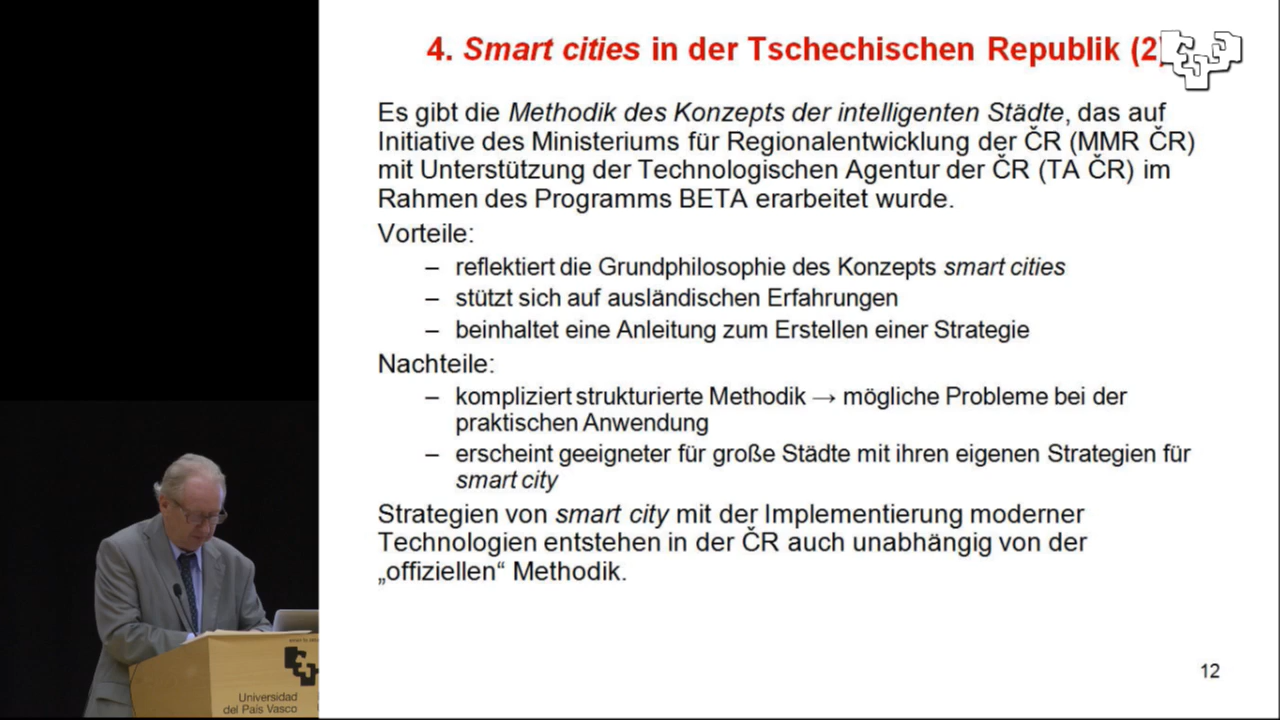 4. Smart cities in der Tschechischen Republik (2)
Es gibt die Methodik des Konzepts der intelligenten Städte, das auf
Initiative des Ministeriums für Regionalentwicklung der ČR (MMR ČR)
mit Unterstützung der Technologischen Agentur der ČR (TA ČR) im
Rahmen des Programms BETA erarbeitet wurde.
Vorteile:
– reflektiert die Grundphilosophie des Konzepts smart cities
– stützt sich auf ausländischen Erfahrungen
– beinhaltet eine Anleitung zum Erstellen einer Strategie
Nachteile:
– kompliziert strukturierte Methodik → mögliche Probleme bei der
praktischen Anwendung
– erscheint geeigneter für große Städte mit ihren eigenen Strategien für
smart city
Strategien von smart city mit der Implementierung moderner
Technologien entstehen in der ČR auch unabhängig von der
„offiziellen“ Methodik.
12
Universidad
del País Vasco